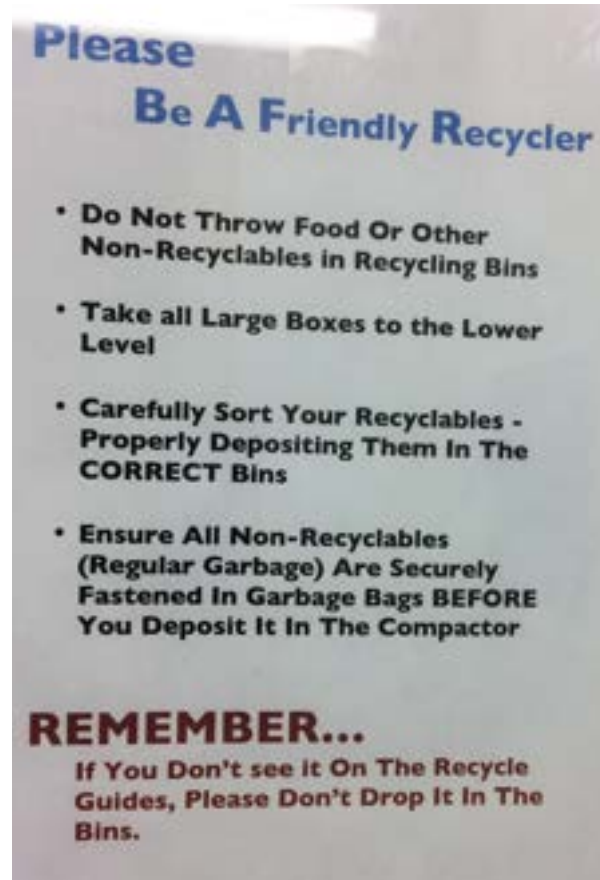 Please
Be A Friendly Recycler
• Do Not Throw Food Or Other
Non-Recyclables in Recycling Bins
• Take all Large Boxes to the Lower
Level
• Carefully Sort Your Recyclables -
Properly Depositing Them In The
CORRECT Bins
• Ensure All Non-Recyclables
(Regular Garbage) Are Securely
Fastened In Garbage Bags BEFORE
You Deposit It In The Compactor
REMEMBER...
If You Don't see it On The Recycle
Guides, Please Don't Drop It In The
Bins.